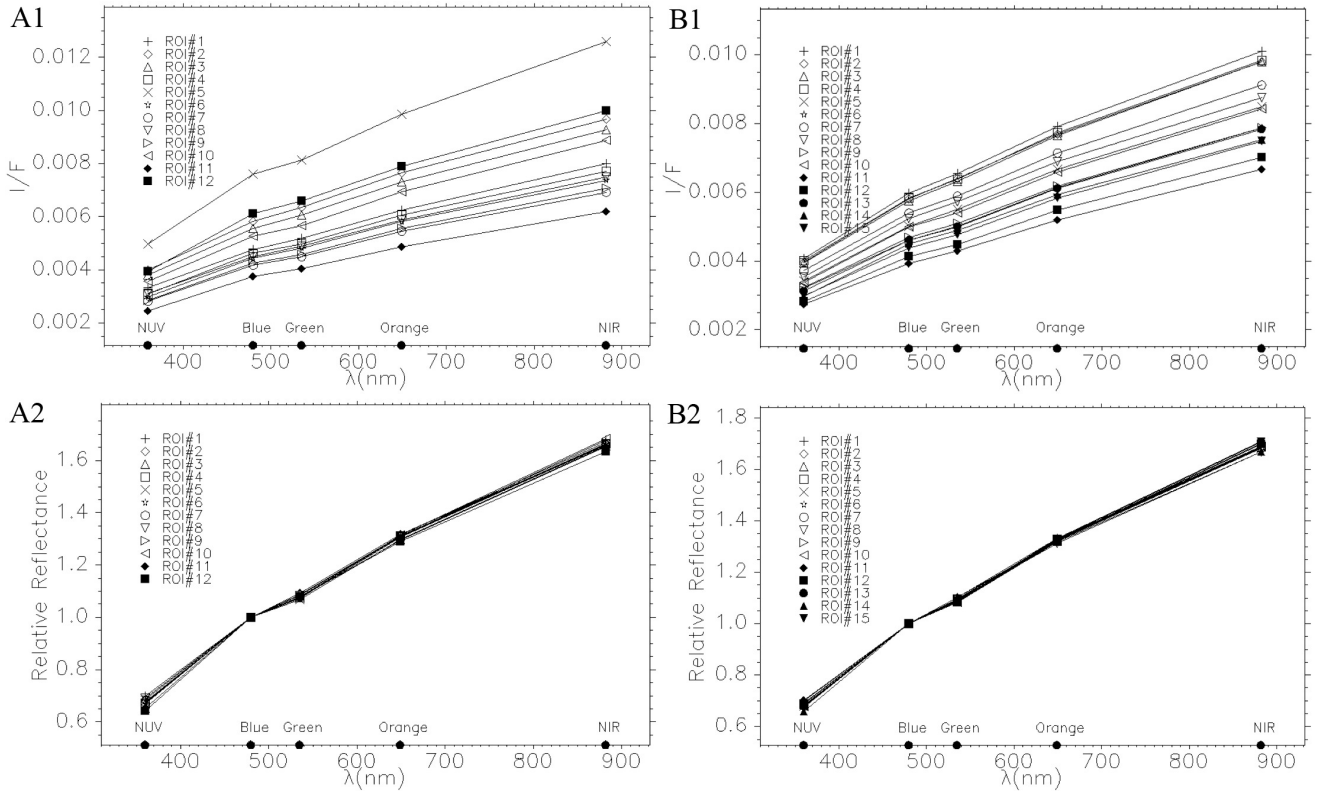 A1
0.012
0.010
0.008
0.006
0.004
0.002
I/F
ROI#1
ROI#2
ROI#3
ROI#4
ROI#5
ROI#6
ROI#7
ROI#8
ROI#9
ROI#10
ROI#11
ROI#12
NUV
Blue
Green
Orange
NIR
400
500
600
700
800
900
λ(nm)
B1
0.010
0.008
0.006
0.004
0.002
I/F
ROI#1
ROI#2
ROI#3
ROI#4
ROI#5
ROI#6
ROI#7
ROI#8
ROI#9
ROI#10
ROI#11
ROI#12
ROI#13
ROI#14
ROI#15
NUV
Blue
Green
Orange
NIR
400
500
600
700
800
900
λ(nm)
A2
1.6
1.4
1.2
1.0
0.8
0.6
Relative Reflectance
ROI#1
ROI#2
ROI#3
ROI#4
ROI#5
ROI#6
ROI#7
ROI#8
ROI#9
ROI#10
ROI#11
ROI#12
NUV
Blue
Green
Orange
NIR
400
500
600
700
800
900
λ(nm)
B2
1.8
1.6
1.4
1.2
1.0
0.8
0.6
Relative Reflectance
ROI#1
ROI#2
ROI#3
ROI#4
ROI#5
ROI#6
ROI#7
ROI#8
ROI#9
ROI#10
ROI#11
ROI#12
ROI#13
ROI#14
ROI#15
NUV
Blue
Green
Orange
NIR
400
500
600
700
800
900
λ(nm)